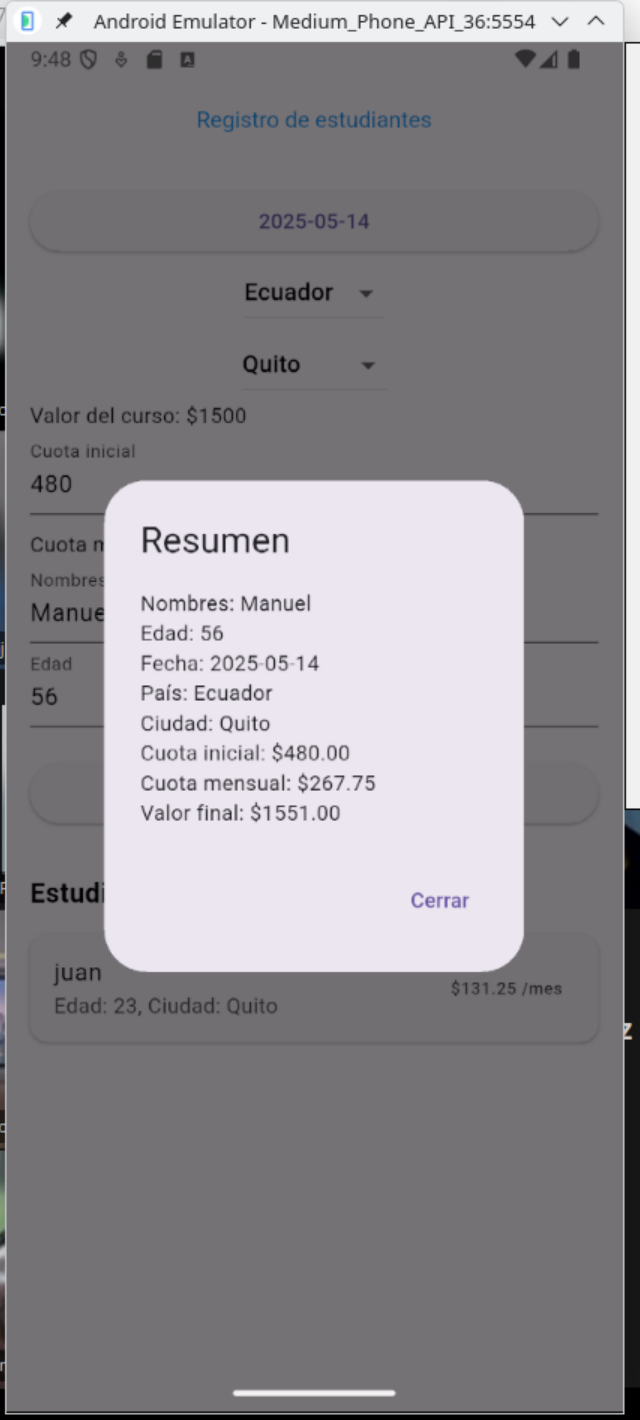 Android Emulator - Medium_Phone_API_36:5554
9:48
Registro de estudiantes
2025-05-14
Ecuador
Quito
Valor del curso: $1500
Cuota inicial
480
Cuota
Nombres
Manue
Edad
56
Resumen
Nombres: Manuel
Edad: 56
Fecha: 2025-05-14
País: Ecuador
Ciudad: Quito
Cuota inicial: $480.00
Cuota mensual: $267.75
Valor final: $1551.00
Cerrar
Estudi
juan
Edad: 23, Ciudad: Quito
$131.25 /mes